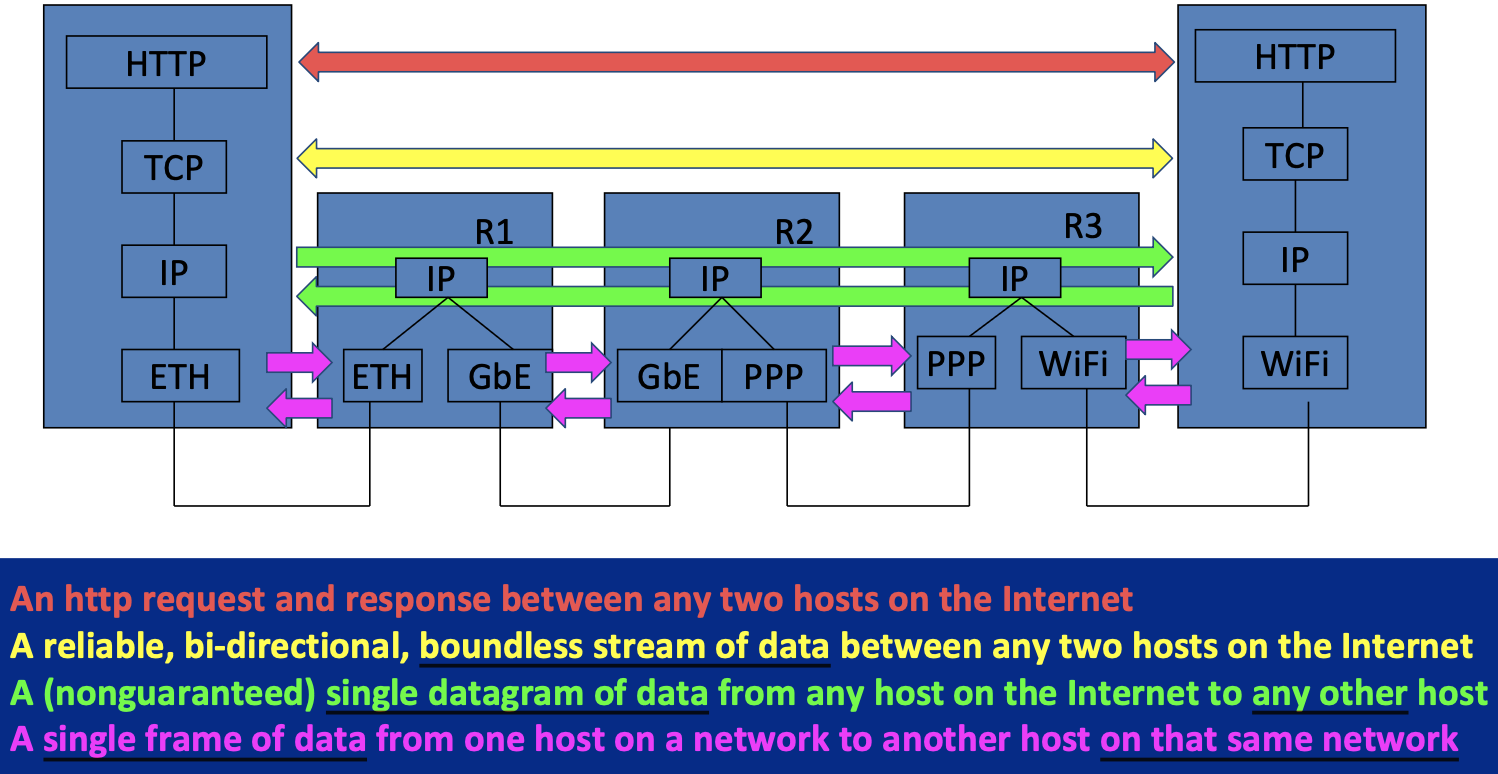 HTTP
HTTP
TCP
TCP
R1
R2
R3
IP
IP
IP
IP
IP
ETH
ETH
GbE
GbE
PPP
PPP
WiFi
WiFi
An http request and response between any two hosts on the Internet
A reliable, bi-directional, boundless stream of data between any two hosts on the Internet
A (nonguaranteed) single datagram of data from any host on the Internet to any other host
A single frame of data from one host on a network to another host on that same network